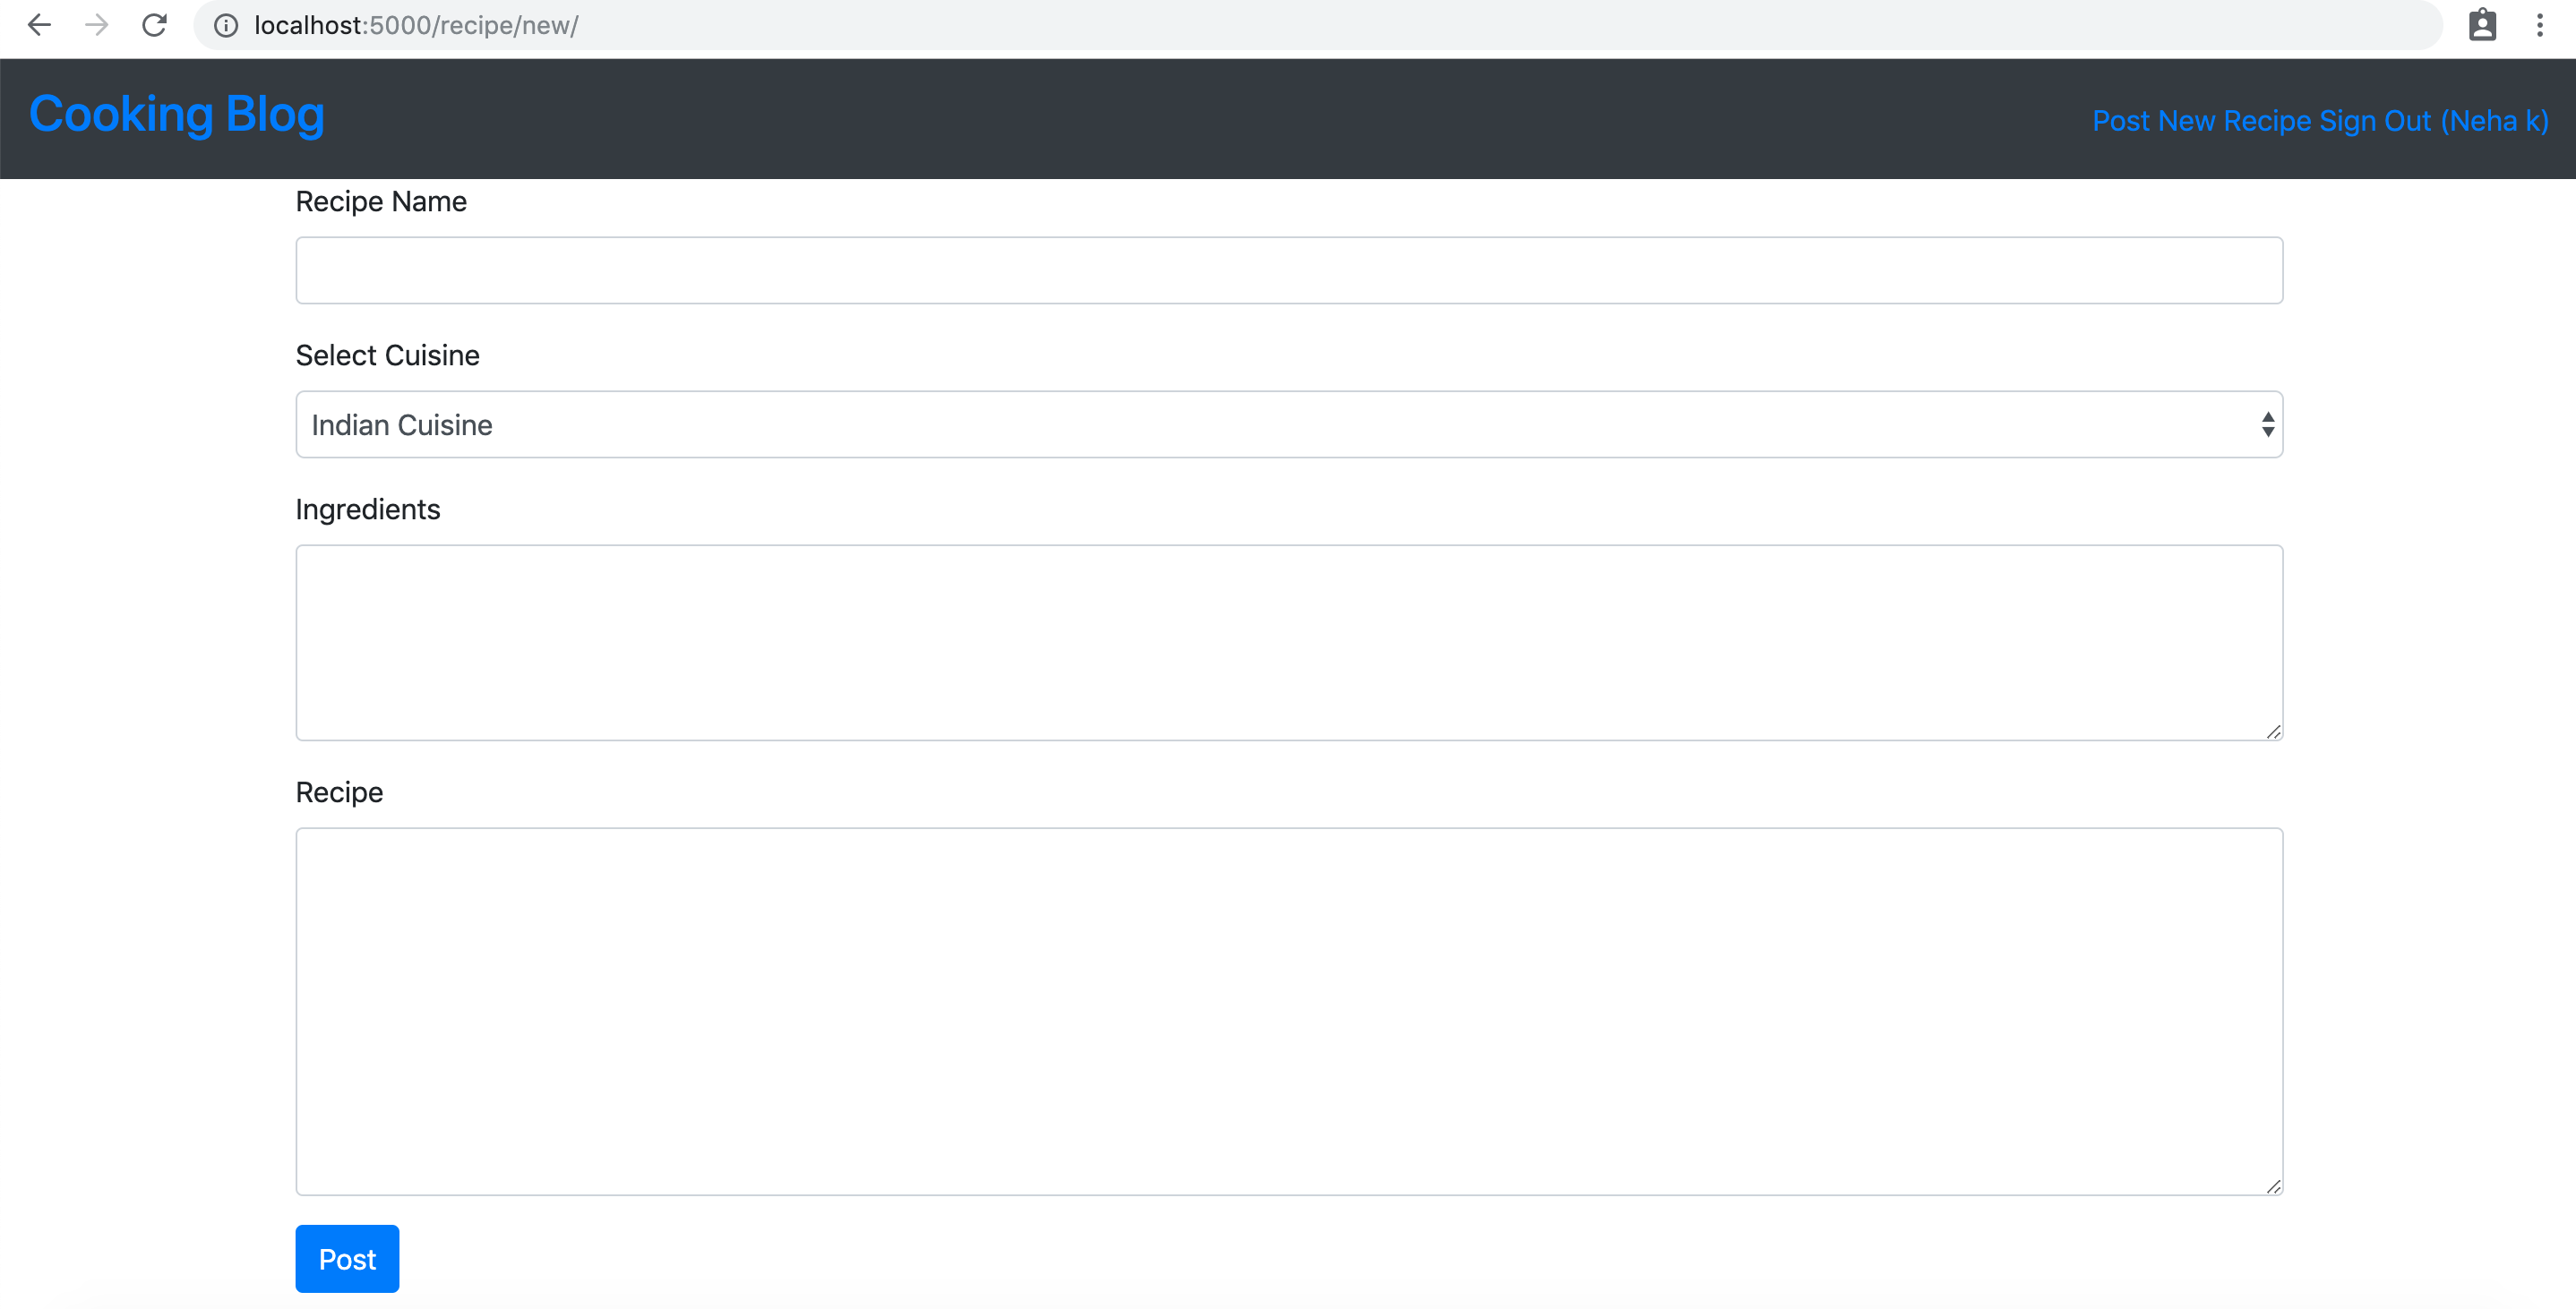 localhost:5000/recipe/new/
Cooking Blog
Post New Recipe Sign Out (Neha k)
Recipe Name
Select Cuisine
Indian Cuisine
Ingredients
Recipe
Post